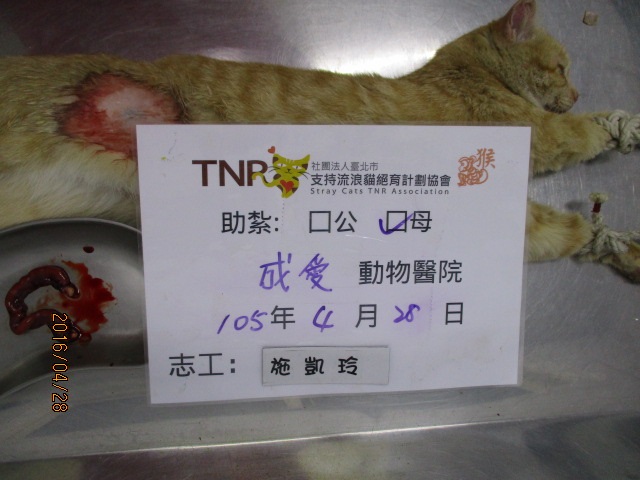 TNR 社團法人臺北市
支持流浪貓絕育計劃協會
Stray Cats TNR Association
猴
助紮: 口公 口母
成愛 動物醫院
105年 4 月 28 日
志工: 施凱玲
2016/04/28